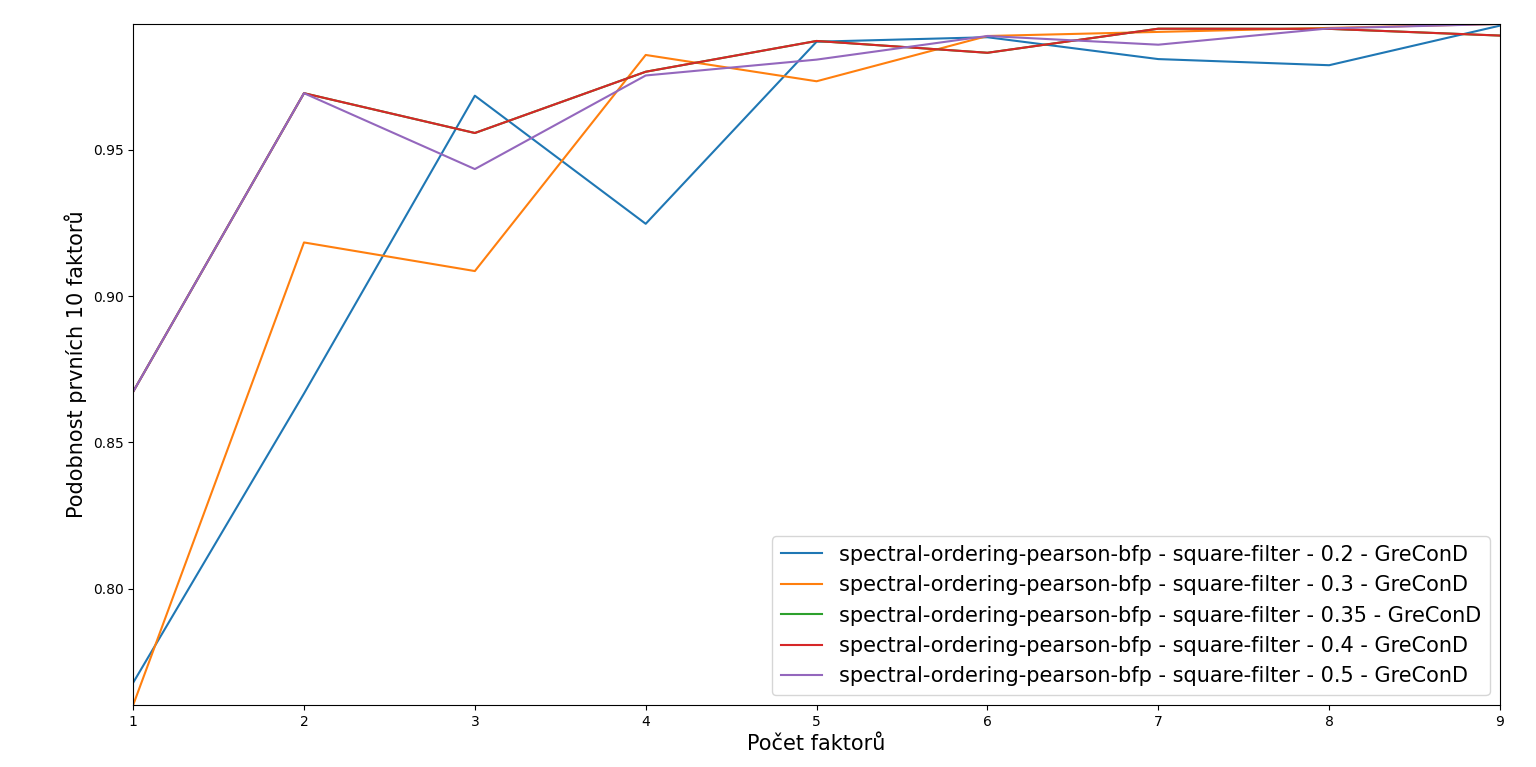 Podobnost prvních 10 faktorů
0.95
0.90
0.85
0.80
spectral-ordering-pearson-bfp - square-filter - 0.2 - GreConD
spectral-ordering-pearson-bfp - square-filter - 0.3 - GreConD
spectral-ordering-pearson-bfp - square-filter - 0.35 - GreConD
spectral-ordering-pearson-bfp - square-filter - 0.4 - GreConD
spectral-ordering-pearson-bfp - square-filter - 0.5 - GreConD
1 2 3 4 5 6 7 8 9
Počet faktorů